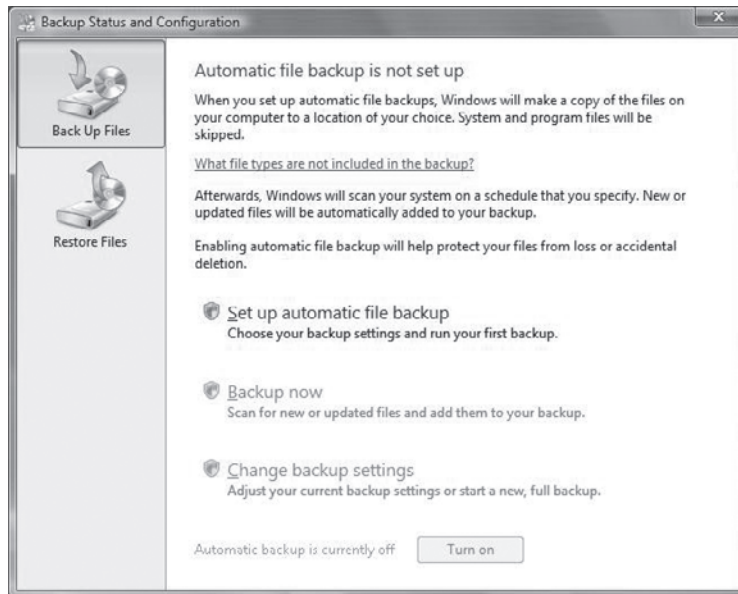 Backup Status and Configuration
Back Up Files
Restore Files
Automatic file backup is not set up
When you set up automatic file backups, Windows will make a copy of the files on
your computer to a location of your choice. System and program files will be
skipped.
What file types are not included in the backup?
Afterwards, Windows will scan your system on a schedule that you specify. New or
updated files will be automatically added to your backup.
Enabling automatic file backup will help protect your files from loss or accidental
deletion.
Set up automatic file backup
Choose your backup settings and run your first backup.
Backup now
Scan for new or updated files and add them to your backup.
Change backup settings
Adjust your current backup settings or start a new, full backup.
Automatic backup is currently off Turn on